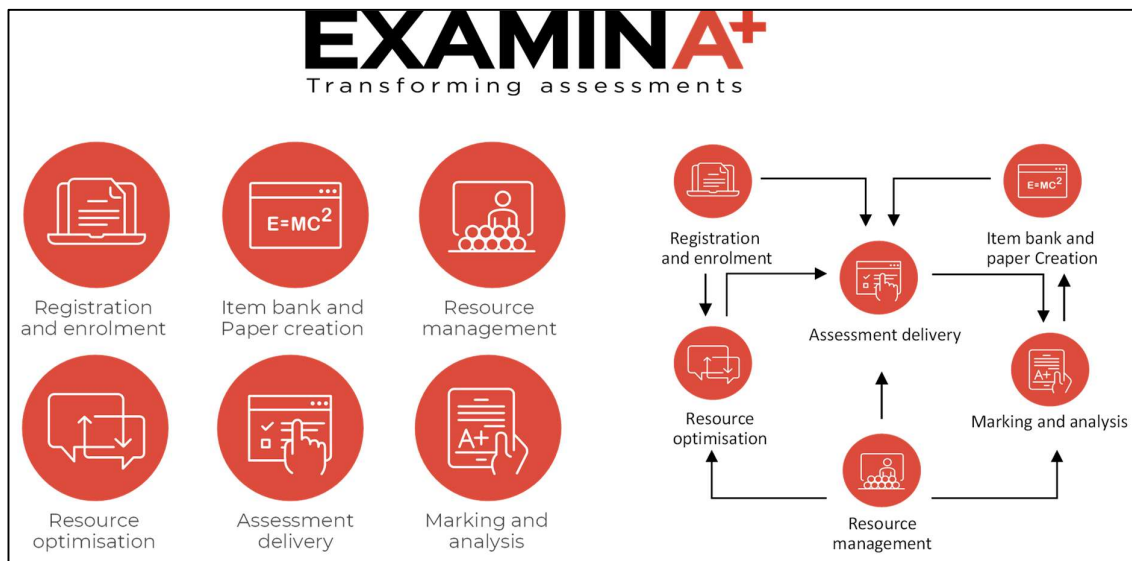 EXAMINA+
Transforming assessments
E=MC2
Registration
and enrolment
Item bank and
Paper creation
Resource
management
A+
Resource
optimisation
Assessment
delivery
Marking and
analysis
E=MC2
Registration
and enrolment
Item bank and
paper Creation
Assessment delivery
A+
Resource
optimisation
Marking and analysis
Resource
management